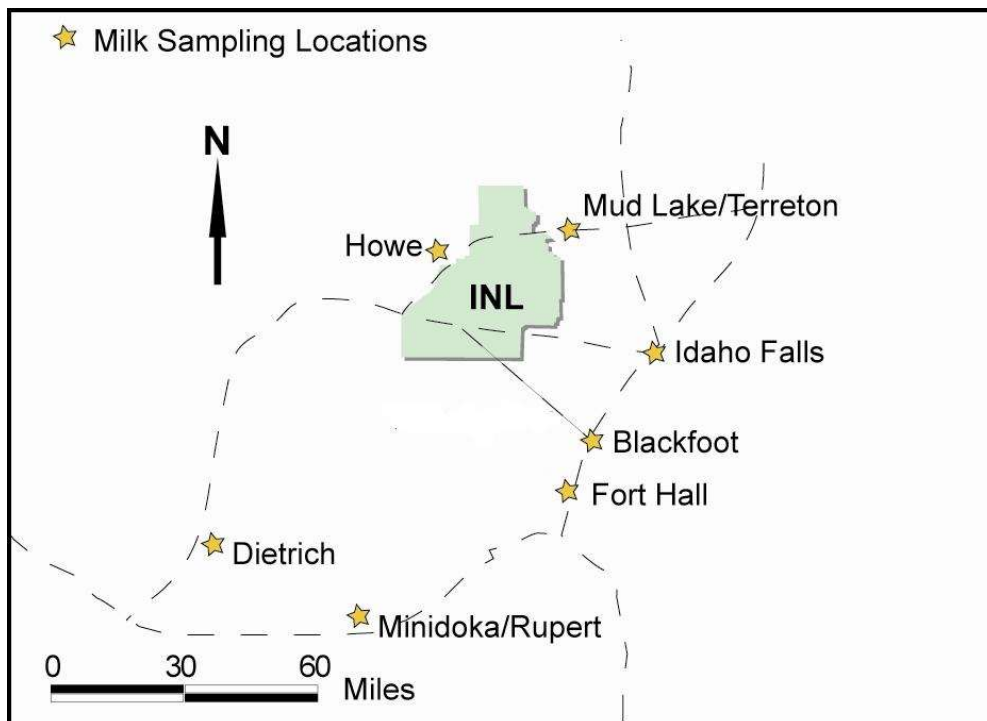 Milk Sampling Locations
N
Mud Lake/Terreton
Howe
INL
Idaho Falls
Blackfoot
Fort Hall
Dietrich
Minidoka/Rupert
0 30 60
Miles